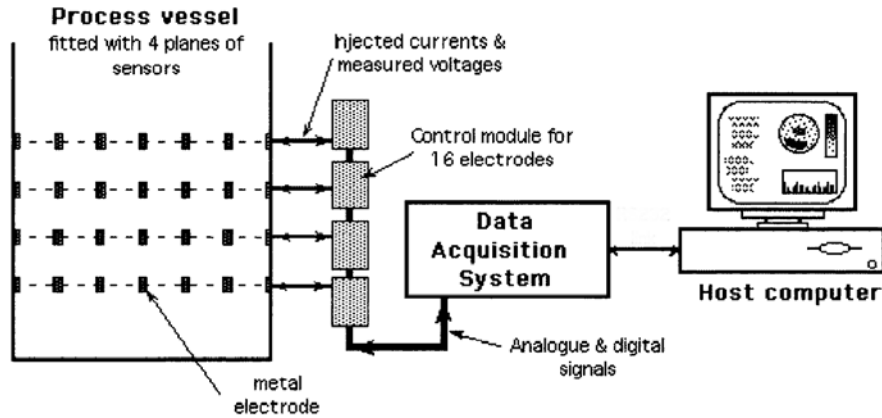 Process vessel
fitted with 4 planes of
sensors
Injected currents &
measured voltages
Control module for
16 electrodes
Data
Acquisition
System
Host computer
Analogue & digital
signals
metal
electrode